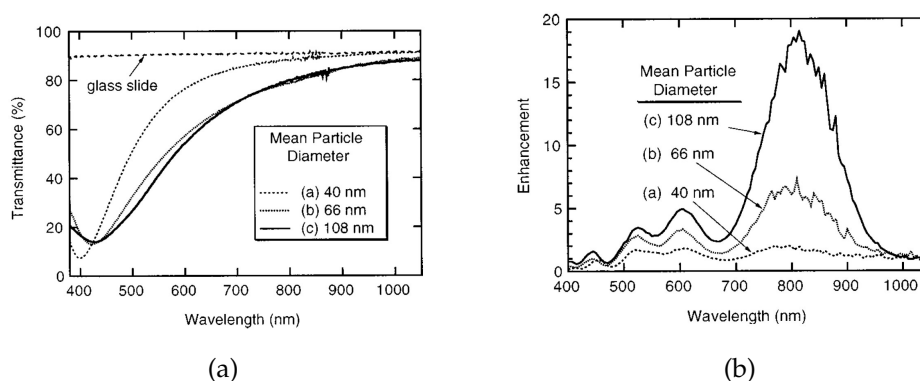 100
80
60
40
20
0
400 500 600 700 800 900 1000
Transmittance (%)
Wavelength (nm)
glass slide
Mean Particle
Diameter
(a) 40 nm
(b) 66 nm
(c) 108 nm
(a)
20
15
10
5
0
400 500 600 700 800 900 1000
Enhancement
Wavelength (nm)
Mean Particle
Diameter
(c) 108 nm
(b) 66 nm
(a) 40 nm
(b)